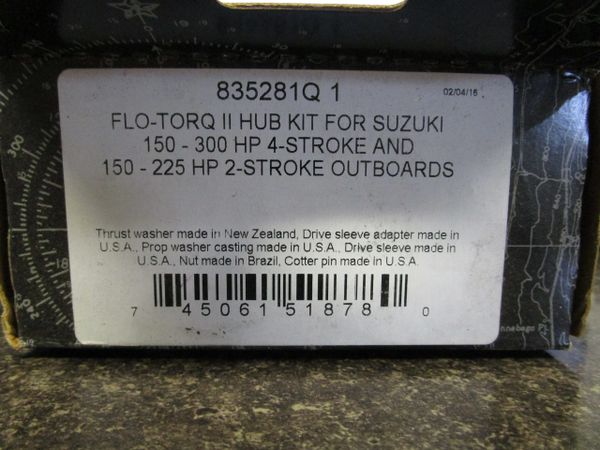 835281Q 1
02/04/16
FLO-TORQ II HUB KIT FOR SUZUKI
150 - 300 HP 4-STROKE AND
150 - 225 HP 2-STROKE OUTBOARDS
Thrust washer made in New Zealand, Drive sleeve adapter made in
U.S.A., Prop washer casting made in U.S.A., Drive sleeve made in
U.S.A., Nut made in Brazil, Cotter pin made in U.S.A.
7 45061 51878 0
300